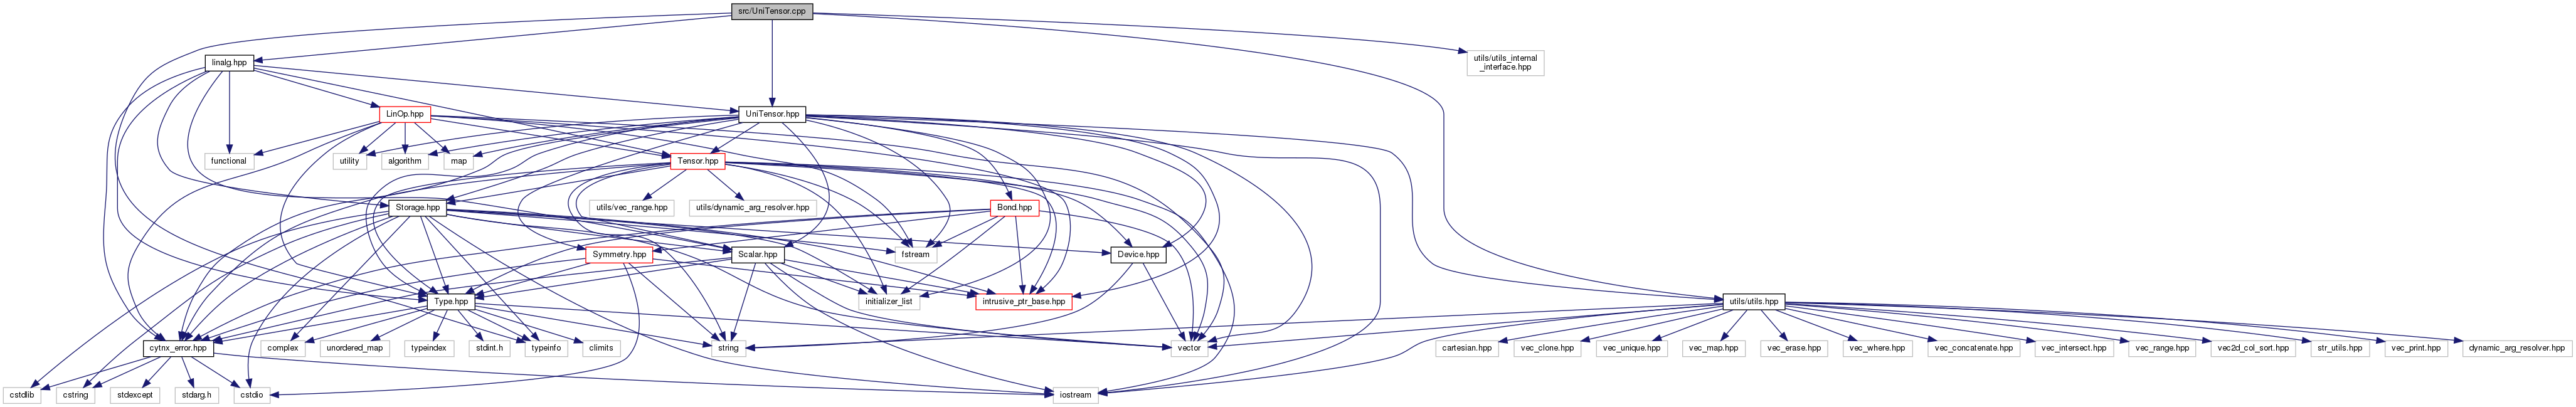 src/UniTensor.cpp
linalg.hpp
utils/utils_internal
_interface.hpp
LinOp.hpp
UniTensor.hpp
functional
utility
algorithm
map
Tensor.hpp
utils/vec_range.hpp
utils/dynamic_arg_resolver.hpp
Storage.hpp
Bond.hpp
Symmetry.hpp
Scalar.hpp
fstream
Device.hpp
Type.hpp
initializer_list
intrusive_ptr_base.hpp
utils/utils.hpp
cytnx_error.hpp
complex
unordered_map
typeindex
stdint.h
typeinfo
climits
string
vector
cartesian.hpp
vec_clone.hpp
vec_unique.hpp
vec_map.hpp
vec_erase.hpp
vec_where.hpp
vec_concatenate.hpp
vec_intersect.hpp
vec_range.hpp
vec2d_col_sort.hpp
str_utils.hpp
vec_print.hpp
dynamic_arg_resolver.hpp
cstdlib
cstring
stdexcept
stdarg.h
cstdio
iostream